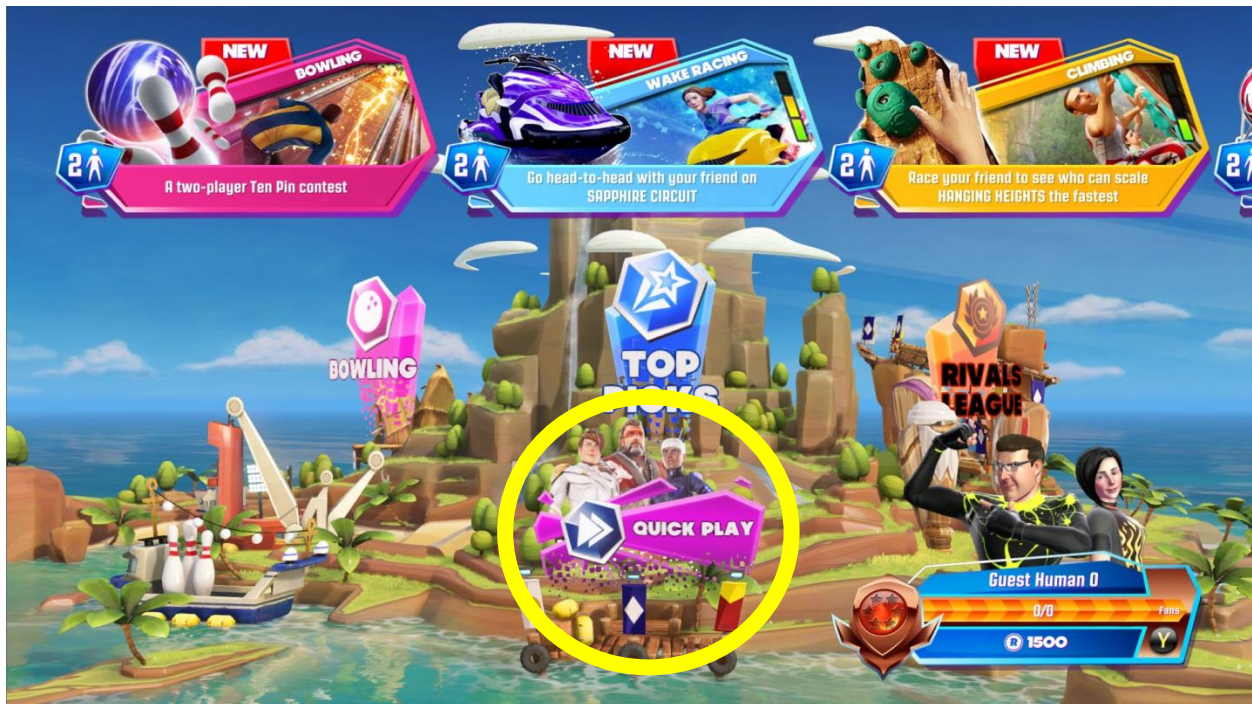 NEW
BOWLING
2
A two-player Ten Pin contest
NEW
WAKE RACING
2
Go head-to-head with your friend on
SAPPHIRE CIRCUIT
NEW
CLIMBING
2
Race your friend to see who can scale
HANGING HEIGHTS the fastest
2
BOWLING
TOP
PICKS
RIVALS
LEAGUE
QUICK PLAY
Guest Human 0
0/0
Fans
R 1500
Y